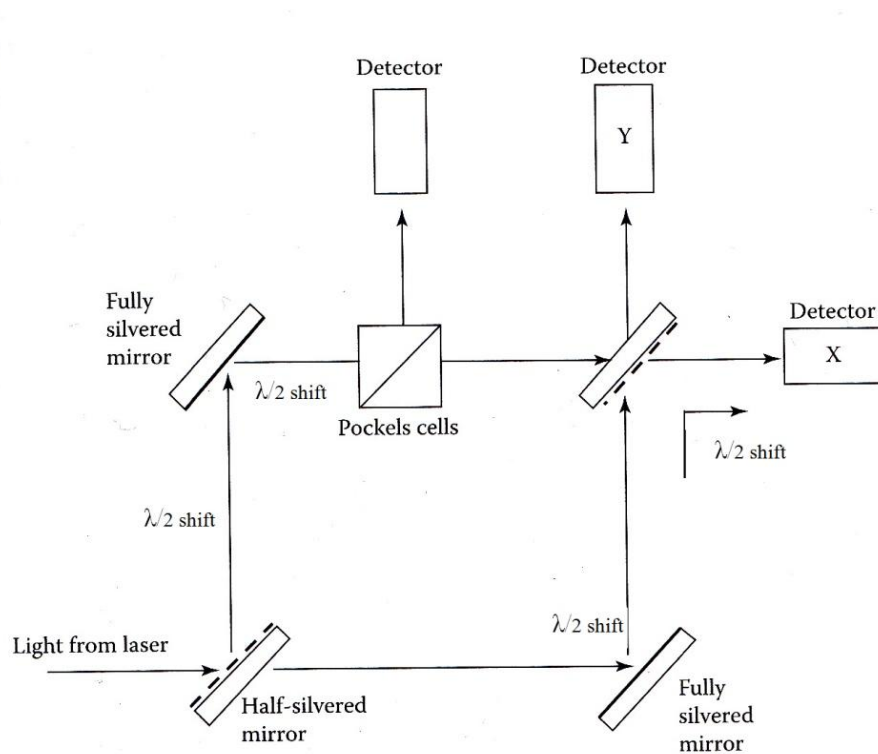 Detector
Detector
Y
Fully
silvered
mirror
Detector
X
λ/2 shift
Pockels cells
λ/2 shift
λ/2 shift
Light from laser
λ/2 shift
Half-silvered
mirror
Fully
silvered
mirror